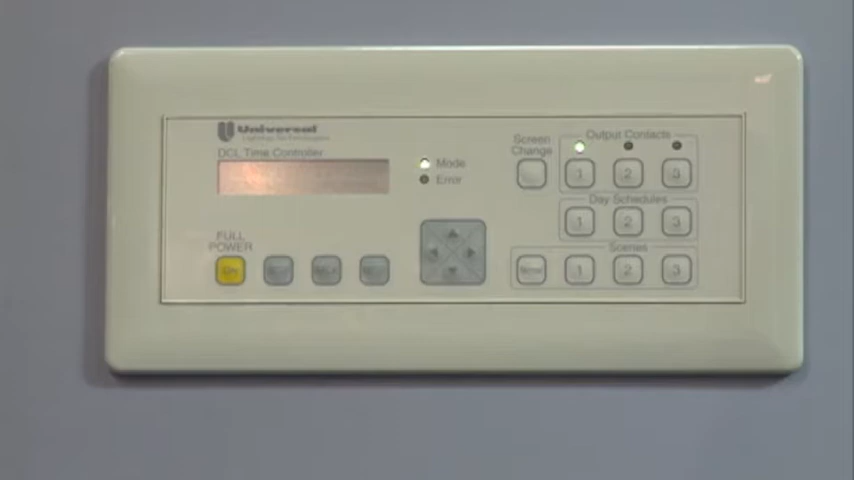 Universal
DCL Time Controller
Mode
Error
Screen
Change
Output Contacts
1 2 3
Day Schedules
1 2 3
FULL
POWER
ON
Scenes
1 2 3